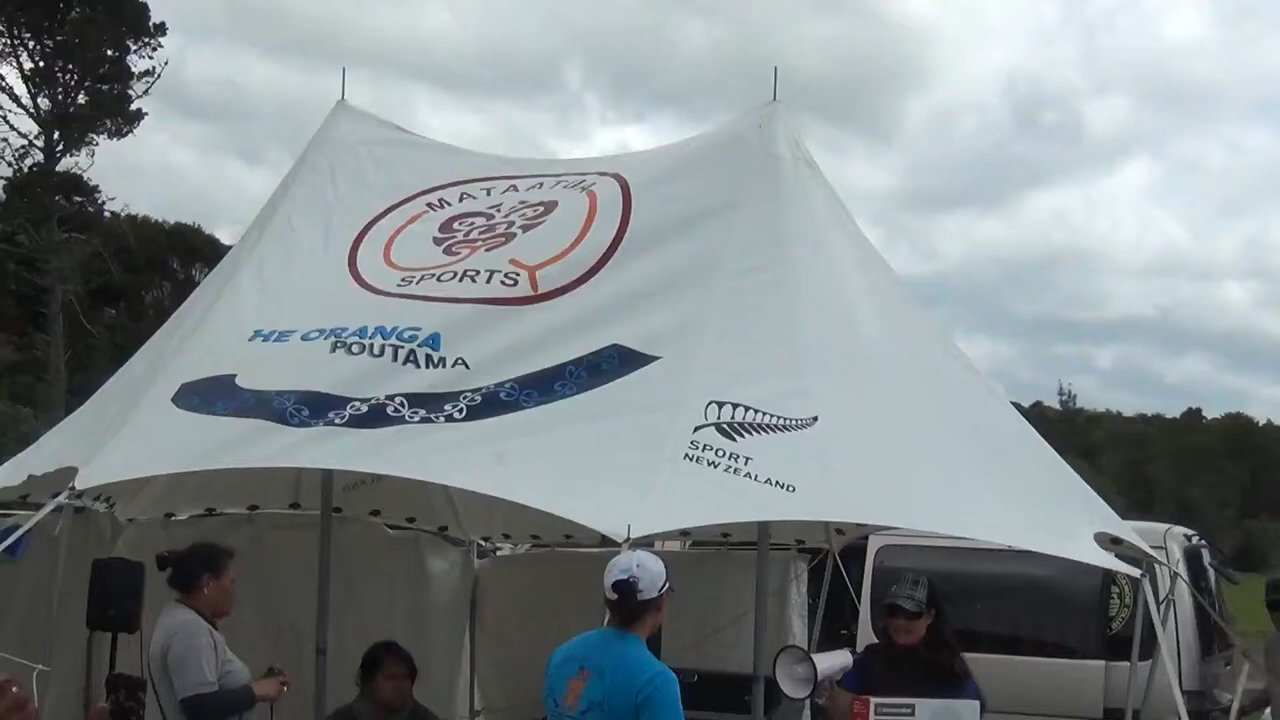 MATAATUA
SPORTS
HE ORANGA
POUTAMA
SPORT
NEW ZEALAND